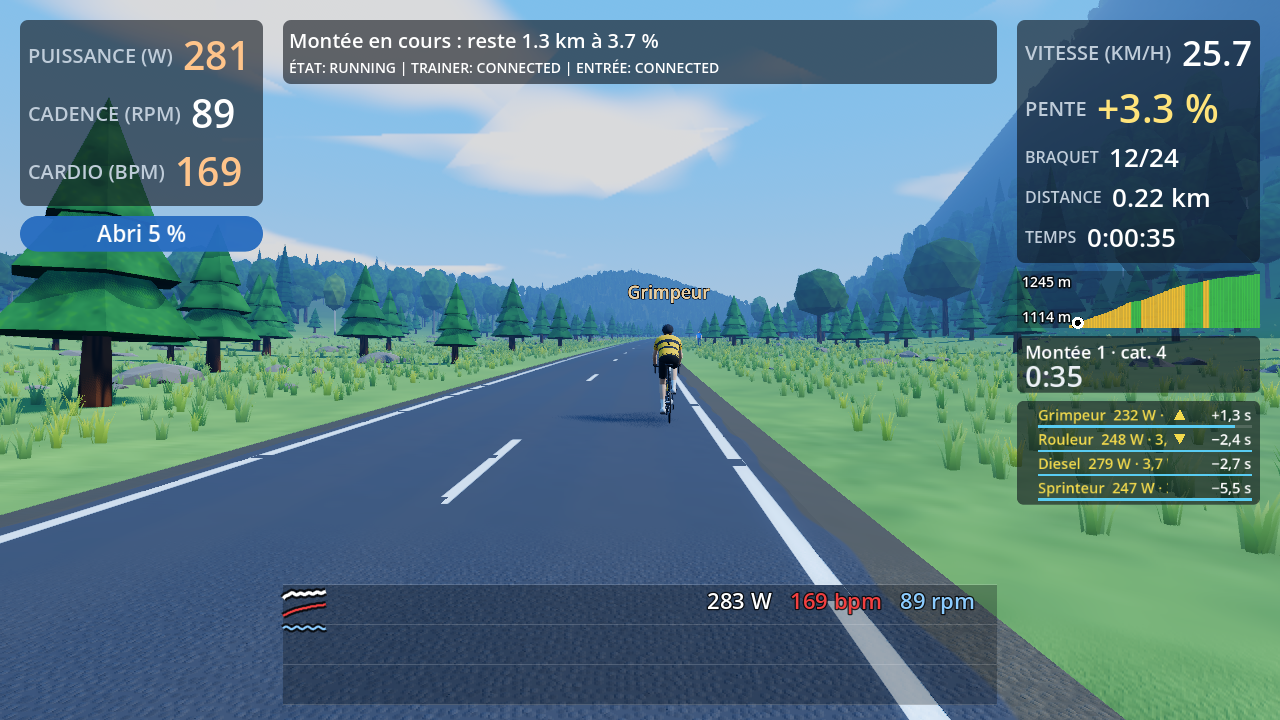 PUISSANCE (W) 281
CADENCE (RPM) 89
CARDIO (BPM) 169
Abri 5 %
Montée en cours : reste 1.3 km à 3.7 %
ÉTAT: RUNNING | TRAINER: CONNECTED | ENTRÉE: CONNECTED
VITESSE (KM/H) 25.7
PENTE +3.3 %
BRAQUET 12/24
DISTANCE 0.22 km
TEMPS 0:00:35
1245 m
1114 m
Montée 1 · cat. 4
0:35
Grimpeur 232 W · ▲ +1,3 s
Rouleur 248 W · 3, ▼ −2,4 s
Diesel 279 W · 3,7 −2,7 s
Sprinteur 247 W · −5,5 s
Grimpeur
283 W 169 bpm 89 rpm